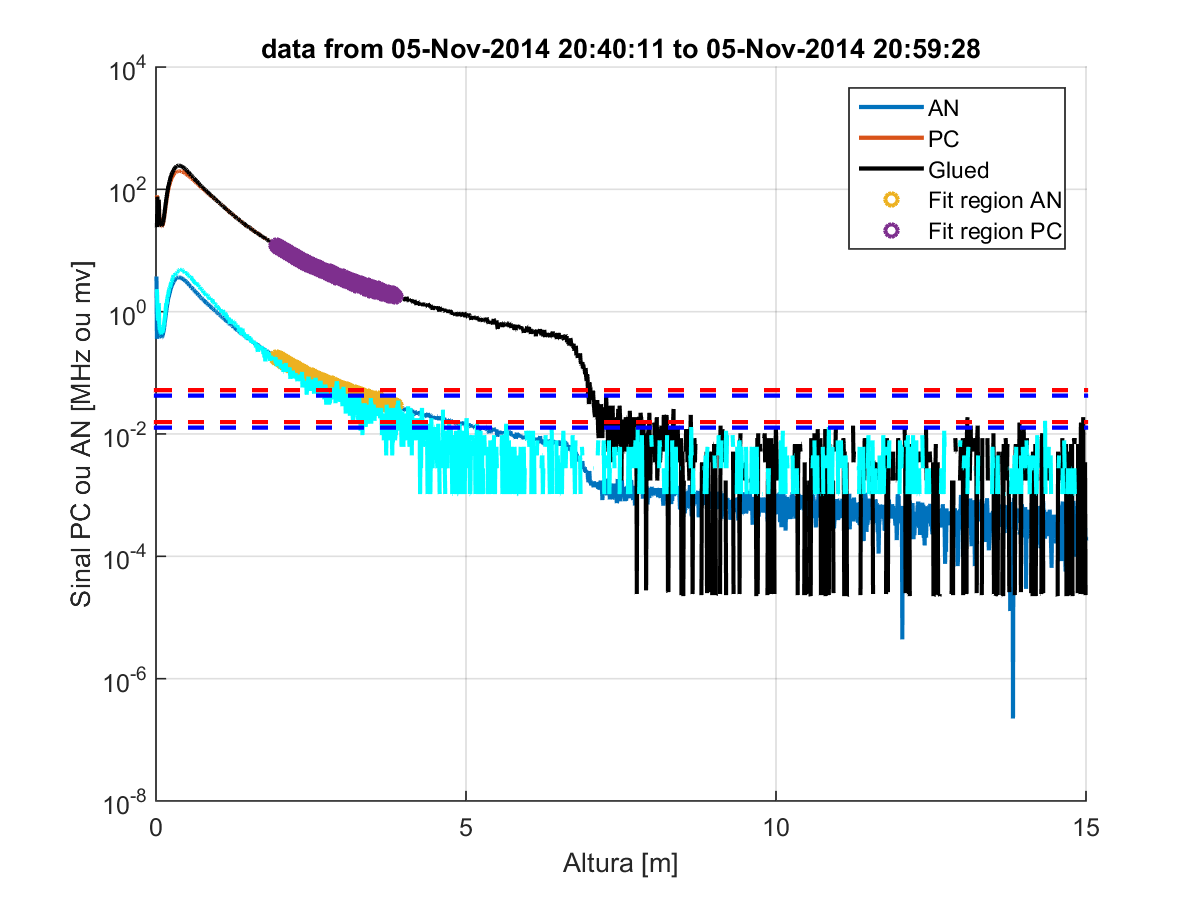 data from 05-Nov-2014 20:40:11 to 05-Nov-2014 20:59:28
Sinal PC ou AN [MHz ou mv]
10^4
10^2
10^0
10^-2
10^-4
10^-6
10^-8
AN
PC
Glued
Fit region AN
Fit region PC
0 5 10 15
Altura [m]